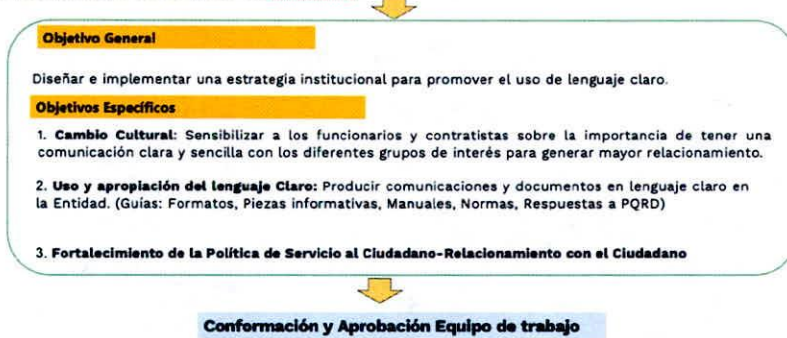 Objetivo General
Diseñar e implementar una estrategia institucional para promover el uso de lenguaje claro.
Objetivos Específicos
1. Cambio Cultural: Sensibilizar a los funcionarios y contratistas sobre la importancia de tener una
comunicación clara y sencilla con los diferentes grupos de interés para generar mayor relacionamiento.
2. Uso y apropiación del lenguaje Claro: Producir comunicaciones y documentos en lenguaje claro en
la Entidad. (Guías: Formatos, Piezas informativas, Manuales, Normas, Respuestas a PQRD)
3. Fortalecimiento de la Política de Servicio al Ciudadano-Relacionamiento con el Ciudadano
Conformación y Aprobación Equipo de trabajo